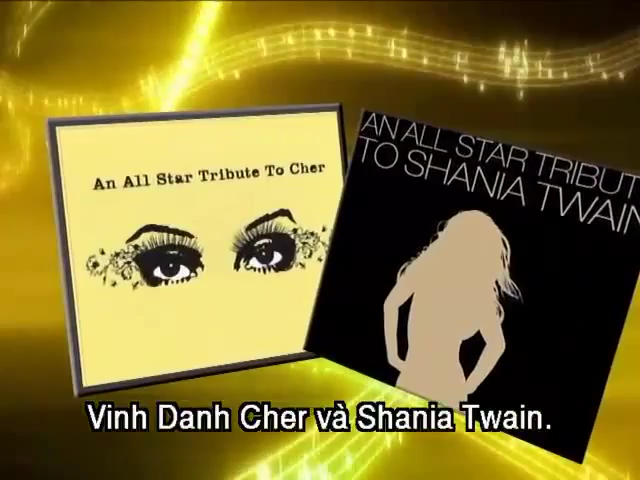 An All Star Tribute To Cher
AN ALL STAR TRIBUT
TO SHANIA TWAIN
Vinh Danh Cher và Shania Twain.